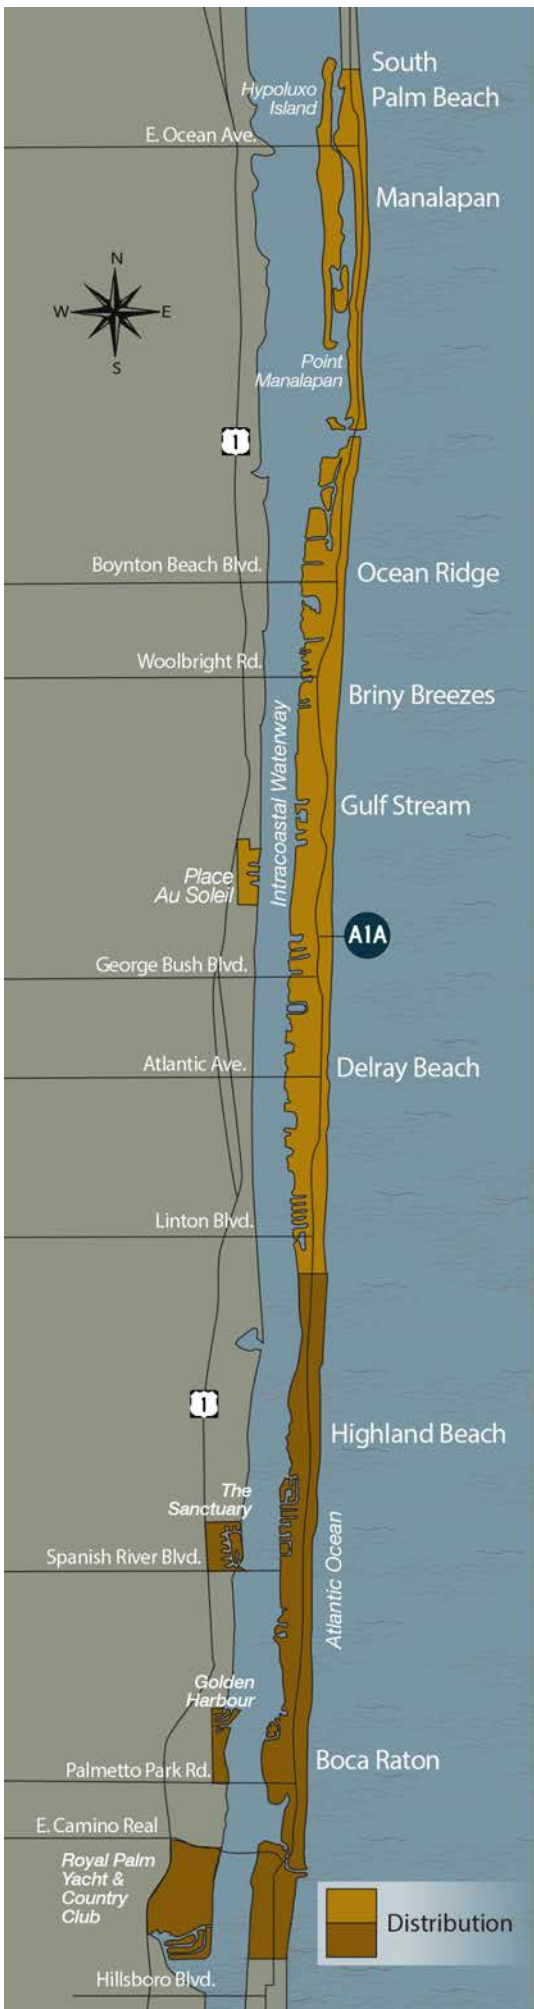 South
Palm Beach
Hypoluxo
Island
E. Ocean Ave.
Manalapan
N
W E
S
Point
Manalapan
1
Boynton Beach Blvd.
Ocean Ridge
Woolbright Rd.
Briny Breezes
Intracoastal Waterway
Gulf Stream
Place
Au Soleil
A1A
George Bush Blvd.
Atlantic Ave.
Delray Beach
Linton Blvd.
1
Highland Beach
The
Sanctuary
Spanish River Blvd.
Atlantic Ocean
Golden
Harbour
Boca Raton
Palmetto Park Rd.
E. Camino Real
Royal Palm
Yacht &
Country
Club
Distribution
Hillsboro Blvd.